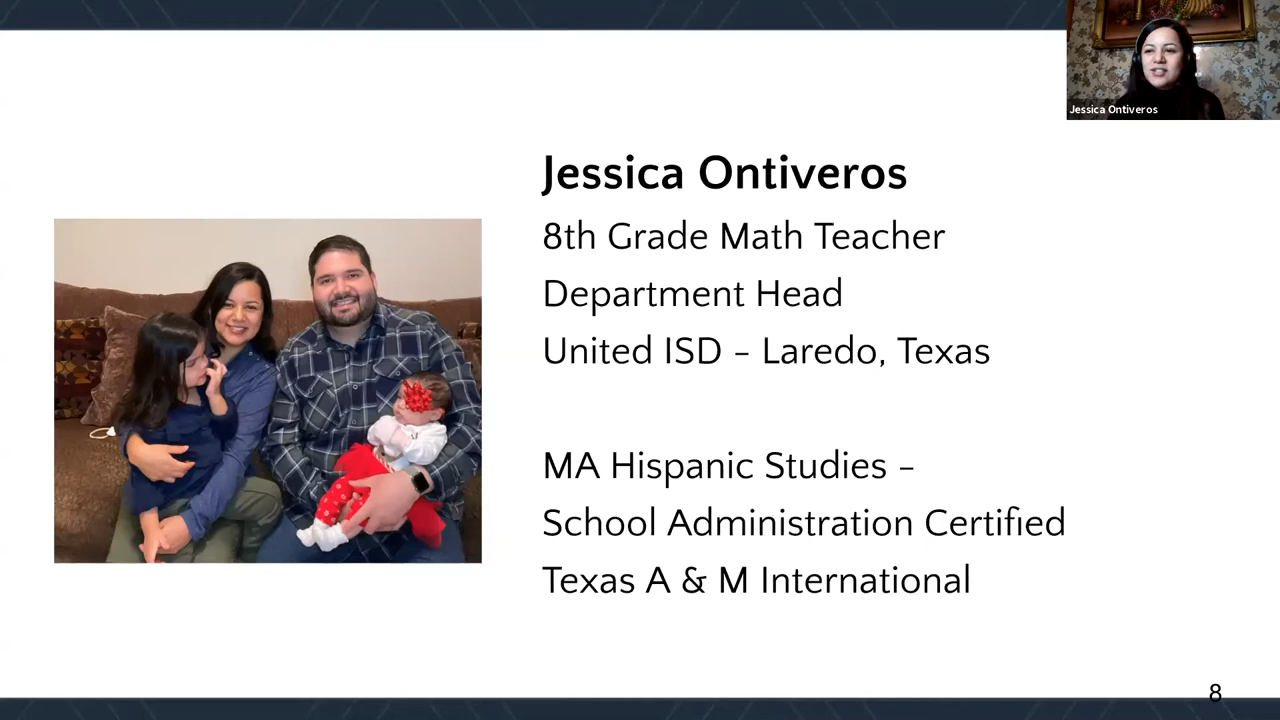 Jessica Ontiveros
Jessica Ontiveros
8th Grade Math Teacher
Department Head
United ISD – Laredo, Texas
MA Hispanic Studies –
School Administration Certified
Texas A & M International
8